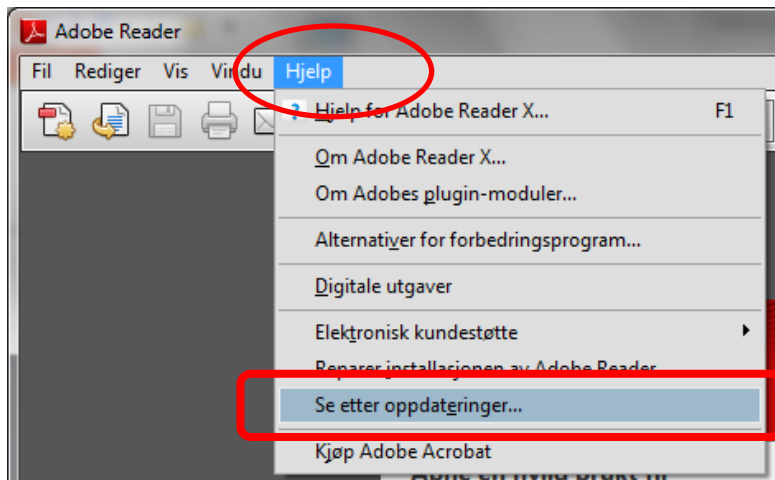 Adobe Reader
Fil Rediger Vis Vindu Hjelp
? Hjelp for Adobe Reader X... F1
Om Adobe Reader X...
Om Adobes plugin-moduler...
Alternativer for forbedringsprogram...
Digitale utgaver
Elektronisk kundestøtte
Reparer installasjonen av Adobe Reader
Se etter oppdateringer...
Kjøp Adobe Acrobat